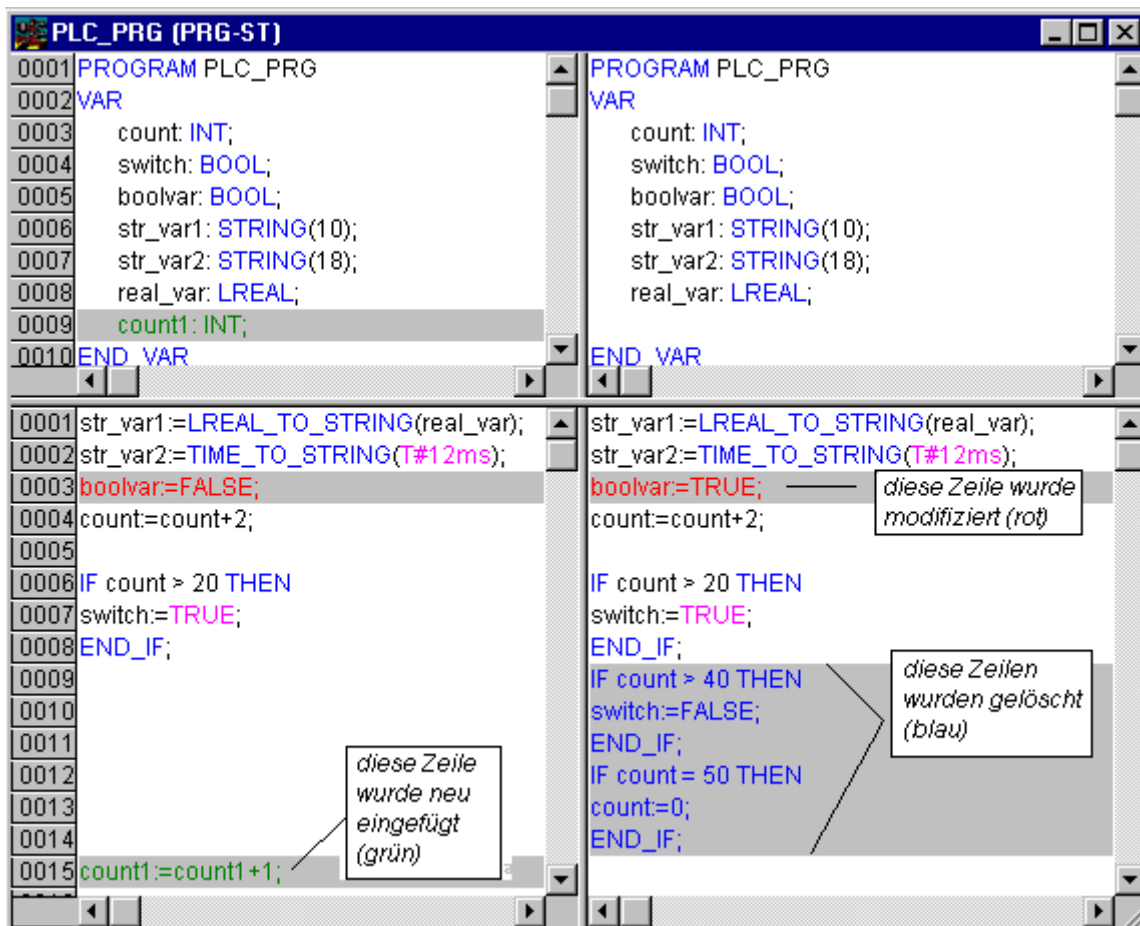 PLC_PRG (PRG-ST)
0001 PROGRAM PLC_PRG
0002 VAR
0003 count: INT;
0004 switch: BOOL;
0005 boolvar: BOOL;
0006 str_var1: STRING(10);
0007 str_var2: STRING(18);
0008 real_var: LREAL;
0009 count1: INT;
0010 END_VAR
PROGRAM PLC_PRG
VAR
count: INT;
switch: BOOL;
boolvar: BOOL;
str_var1: STRING(10);
str_var2: STRING(18);
real_var: LREAL;
END_VAR
0001 str_var1:=LREAL_TO_STRING(real_var);
0002 str_var2:=TIME_TO_STRING(T#12ms);
0003 boolvar:=FALSE;
0004 count:=count+2;
0005
0006 IF count > 20 THEN
0007 switch:=TRUE;
0008 END_IF;
0009
0010
0011
0012
0013
0014
0015 count1:=count1+1;
diese Zeile
wurde neu
eingefügt
(grün)
str_var1:=LREAL_TO_STRING(real_var);
str_var2:=TIME_TO_STRING(T#12ms);
boolvar:=TRUE;
diese Zeile wurde
modifiziert (rot)
count:=count+2;
IF count > 20 THEN
switch:=TRUE;
END_IF;
IF count > 40 THEN
switch:=FALSE;
END_IF;
IF count = 50 THEN
count:=0;
END_IF;
diese Zeilen
wurden gelöscht
(blau)